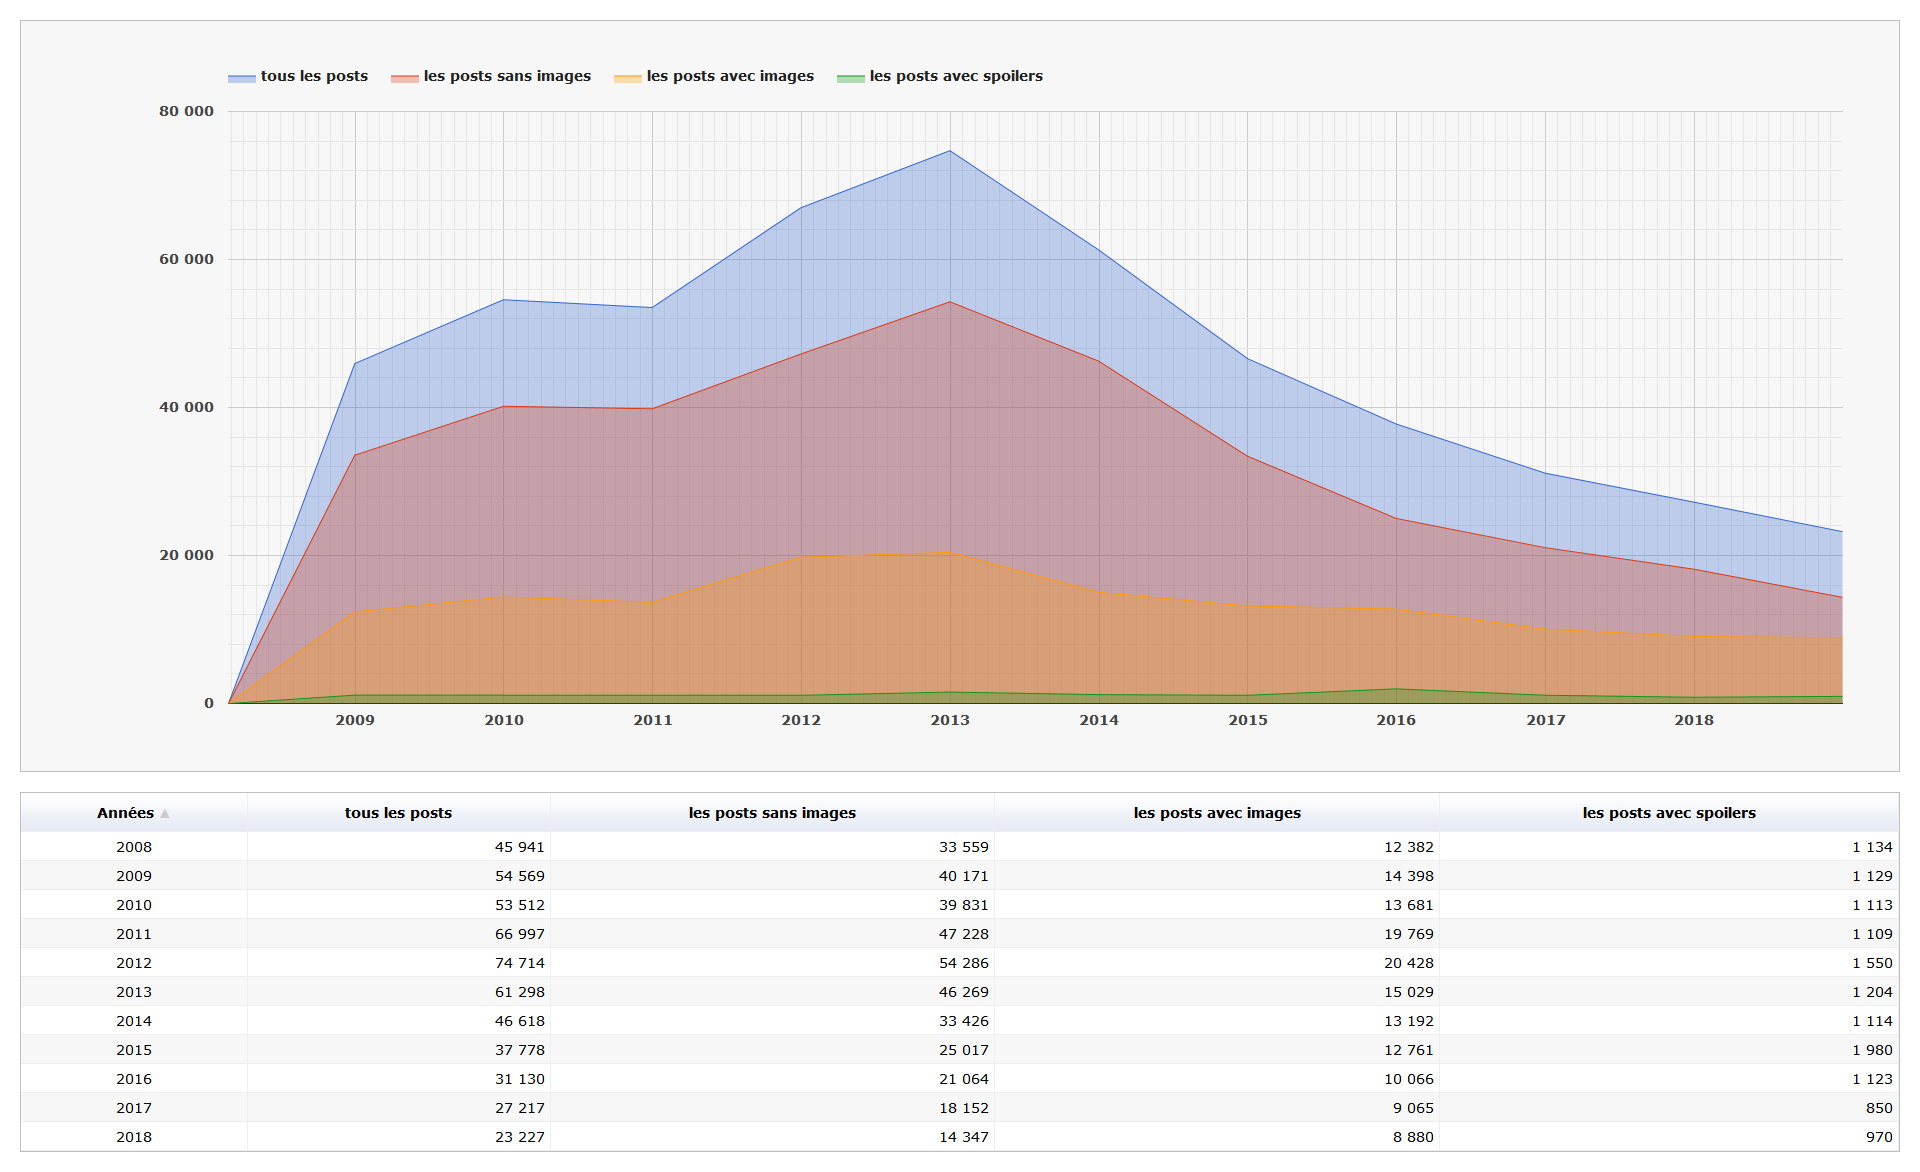 tous les posts les posts sans images les posts avec images les posts avec spoilers
80 000
60 000
40 000
20 000
0
2009 2010 2011 2012 2013 2014 2015 2016 2017 2018
Années ▲ tous les posts les posts sans images les posts avec images les posts avec spoilers
2008 45 941 33 559 12 382 1 134
2009 54 569 40 171 14 398 1 129
2010 53 512 39 831 13 681 1 113
2011 66 997 47 228 19 769 1 109
2012 74 714 54 286 20 428 1 550
2013 61 298 46 269 15 029 1 204
2014 46 618 33 426 13 192 1 114
2015 37 778 25 017 12 761 1 980
2016 31 130 21 064 10 066 1 123
2017 27 217 18 152 9 065 850
2018 23 227 14 347 8 880 970